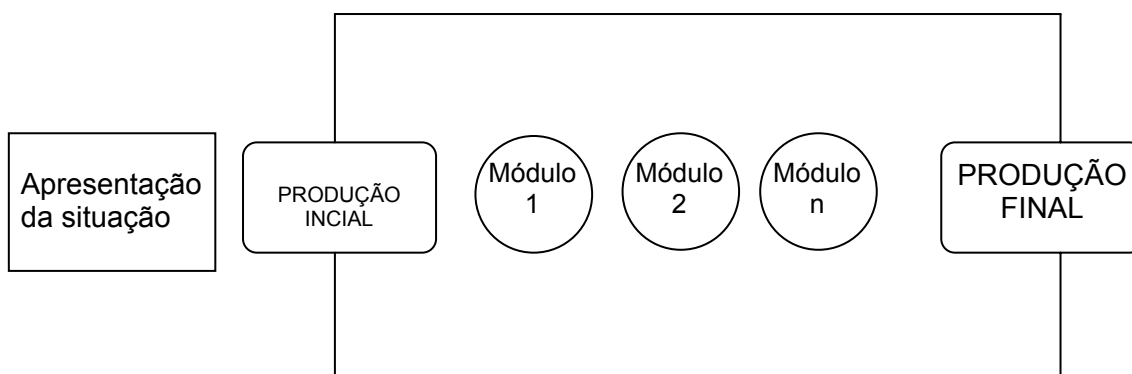 Apresentação
da situação
PRODUÇÃO
INCIAL
Módulo
1
Módulo
2
Módulo
n
PRODUÇÃO
FINAL